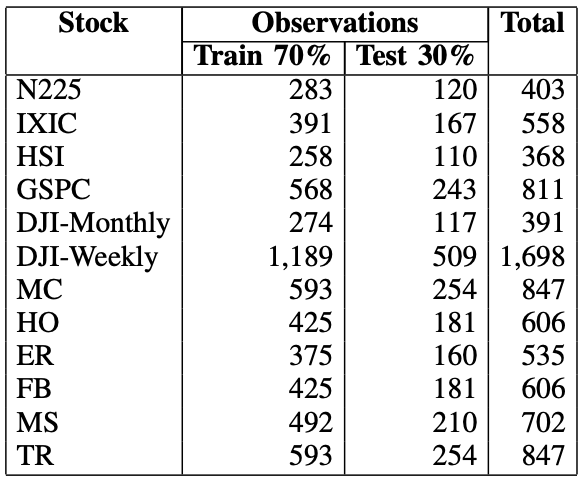 Stock Observations Total
Train 70% Test 30%
N225 283 120 403
IXIC 391 167 558
HSI 258 110 368
GSPC 568 243 811
DJI-Monthly 274 117 391
DJI-Weekly 1,189 509 1,698
MC 593 254 847
HO 425 181 606
ER 375 160 535
FB 425 181 606
MS 492 210 702
TR 593 254 847